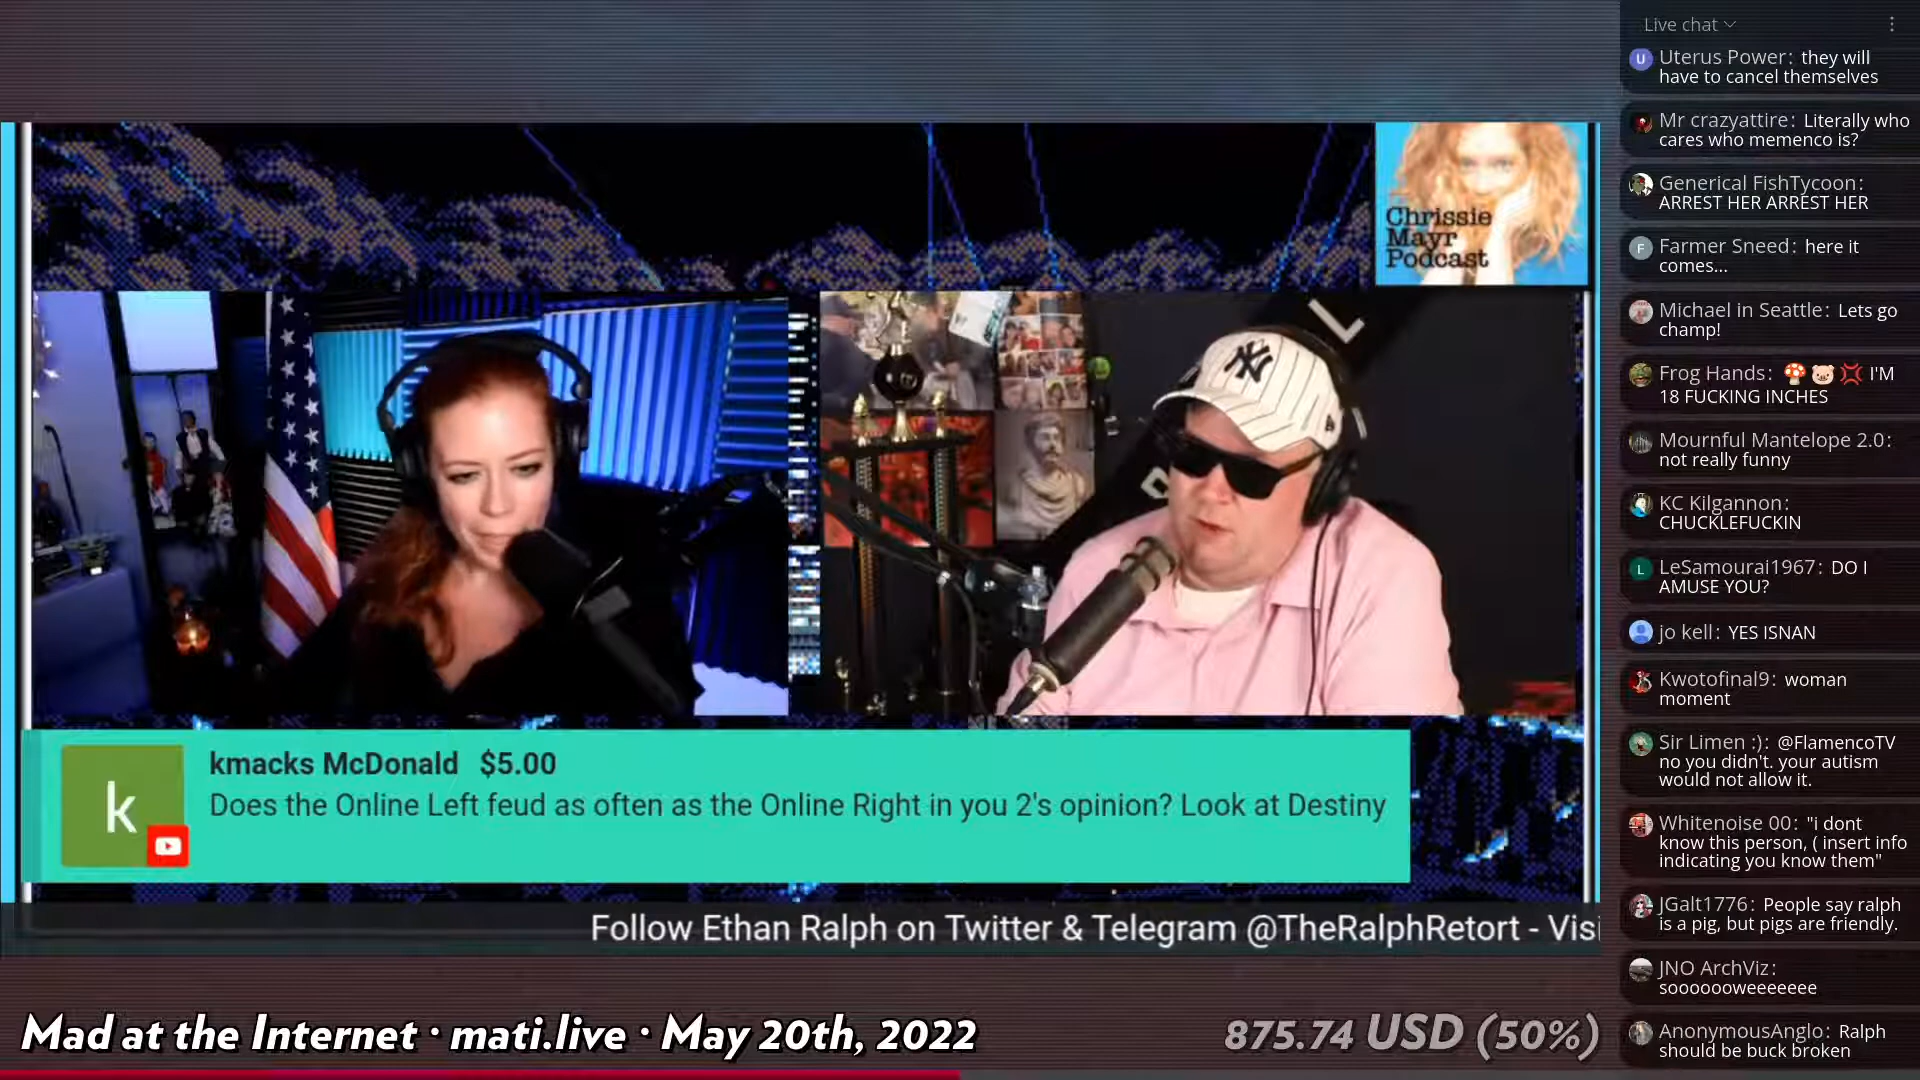 Live chat
Uterus Power: they will
have to cancel themselves
Mr crazyattire: Literally who
cares who memenco is?
Generical FishTycoon:
ARREST HER ARREST HER
Farmer Sneed: here it
comes...
Michael in Seattle: Lets go
champ!
Frog Hands: 🍄🐷💢 I'M
18 FUCKING INCHES
Mournful Mantelope 2.0:
not really funny
KC Kilgannon:
CHUCKLEFUCKIN
LeSamourai1967: DO I
AMUSE YOU?
jo kell: YES ISNAN
Kwotofinal9: woman
moment
Sir Limen :): @FlamencoTV
no you didn't. your autism
would not allow it.
Whitenoise 00: "i dont
know this person, ( insert info
indicating you know them"
JGalt1776: People say ralph
is a pig, but pigs are friendly.
JNO ArchViz:
sooooooweeeeeee
AnonymousAnglo: Ralph
should be buck broken
U
F
L
Chrissie
Mayr
Podcast
NY
L
k
kmacks McDonald $5.00
Does the Online Left feud as often as the Online Right in you 2's opinion? Look at Destiny
Follow Ethan Ralph on Twitter & Telegram @TheRalphRetort - Visi
Mad at the Internet · mati.live · May 20th, 2022
875.74 USD (50%)